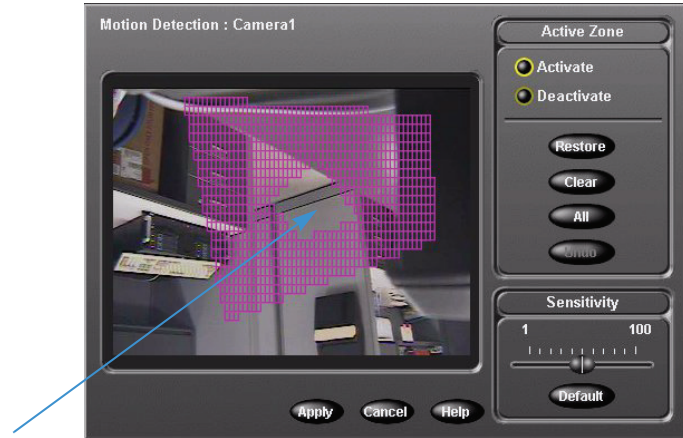 Motion Detection : Camera1
Active Zone
Activate
Deactivate
Restore
Clear
All
Undo
Sensitivity
1 100
Default
Apply Cancel Help